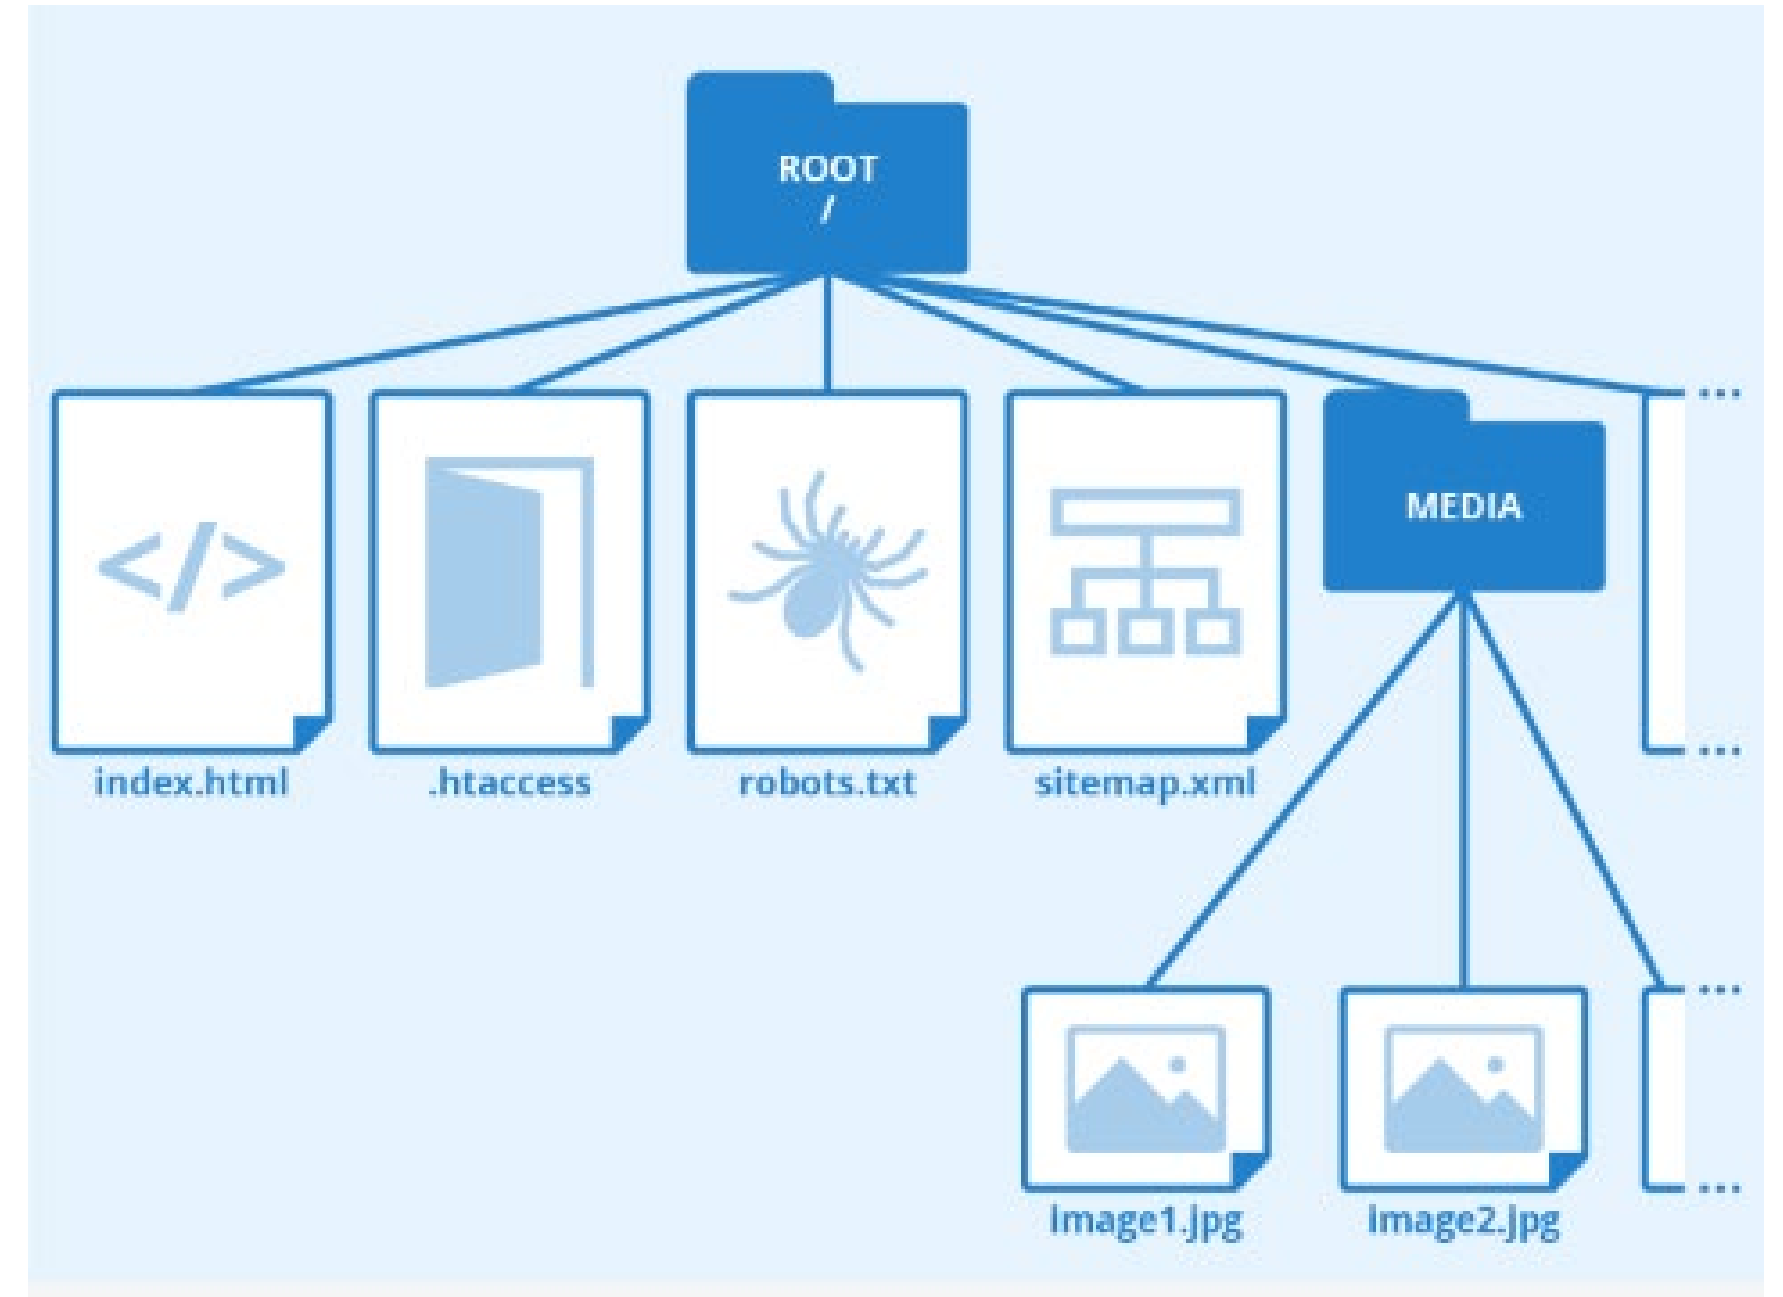 ROOT
/
</>
MEDIA
...
index.html
.htaccess
robots.txt
sitemap.xml
...
...
image1.jpg
image2.jpg
...